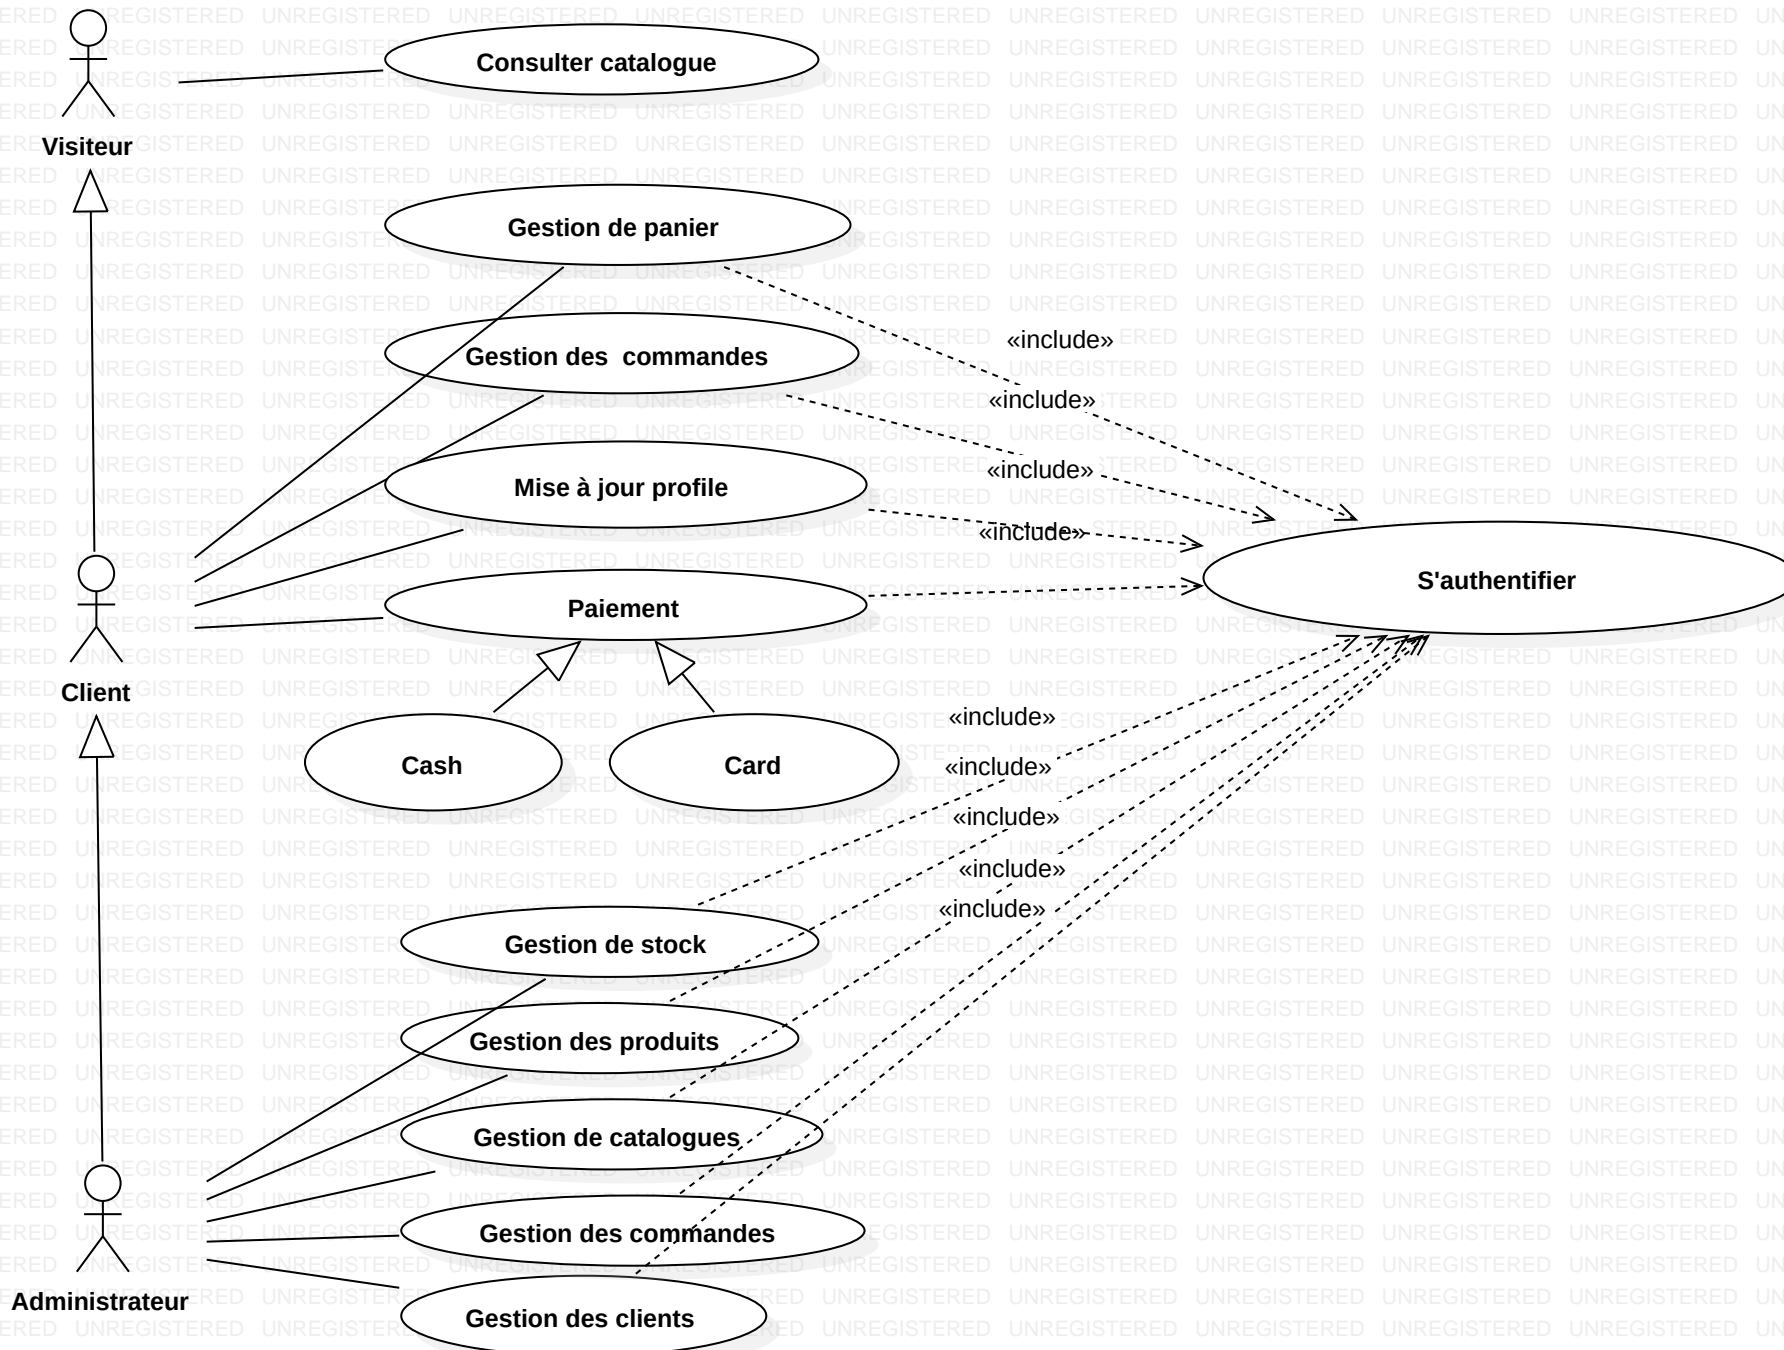 Consulter catalogue
Visiteur
Gestion de panier
«include»
Gestion des  commandes
«include»
«include»
Mise à jour profile
«include»
S'authentifier
Paiement
Client
«include»
Cash
Card
«include»
«include»
«include»
«include»
Gestion de stock
Gestion des produits
Gestion de catalogues
Gestion des commandes
Administrateur
Gestion des clients
UNREGISTERED